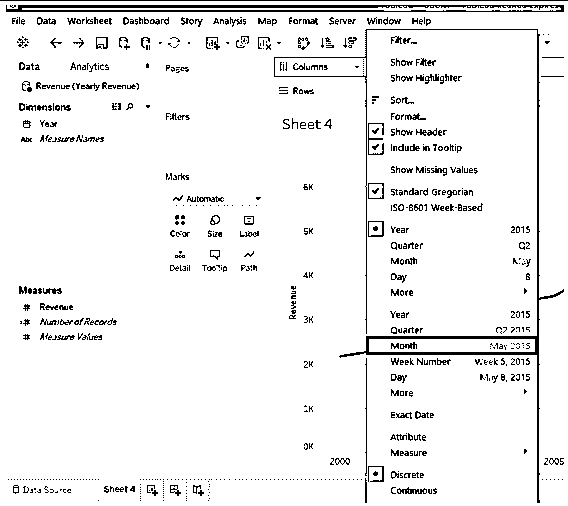 File Data Worksheet Dashboard Story Analysis Map Format Server Window Help
Data Analytics
Revenue (Yearly Revenue)
Dimensions
Year
Abc Measure Names
Measures
# Revenue
# Number of Records
# Measure Values
Pages
Filters
Marks
Automatic
Color Size Label
Detail Tooltip Path
Columns
Rows
Sheet 4
Revenue
6K
5K
4K
3K
2K
1K
0K
2000
2005
Filter...
Show Filter
Show Highlighter
Sort...
Format...
Show Header
Include in Tooltip
Show Missing Values
Standard Gregorian
ISO-8601 Week-Based
Year 2015
Quarter Q2
Month May
Day 8
More
Year 2015
Quarter Q2 2015
Month May 2015
Week Number Week 5, 2015
Day May 8, 2015
More
Exact Date
Attribute
Measure
Discrete
Continuous
Data Source Sheet 4